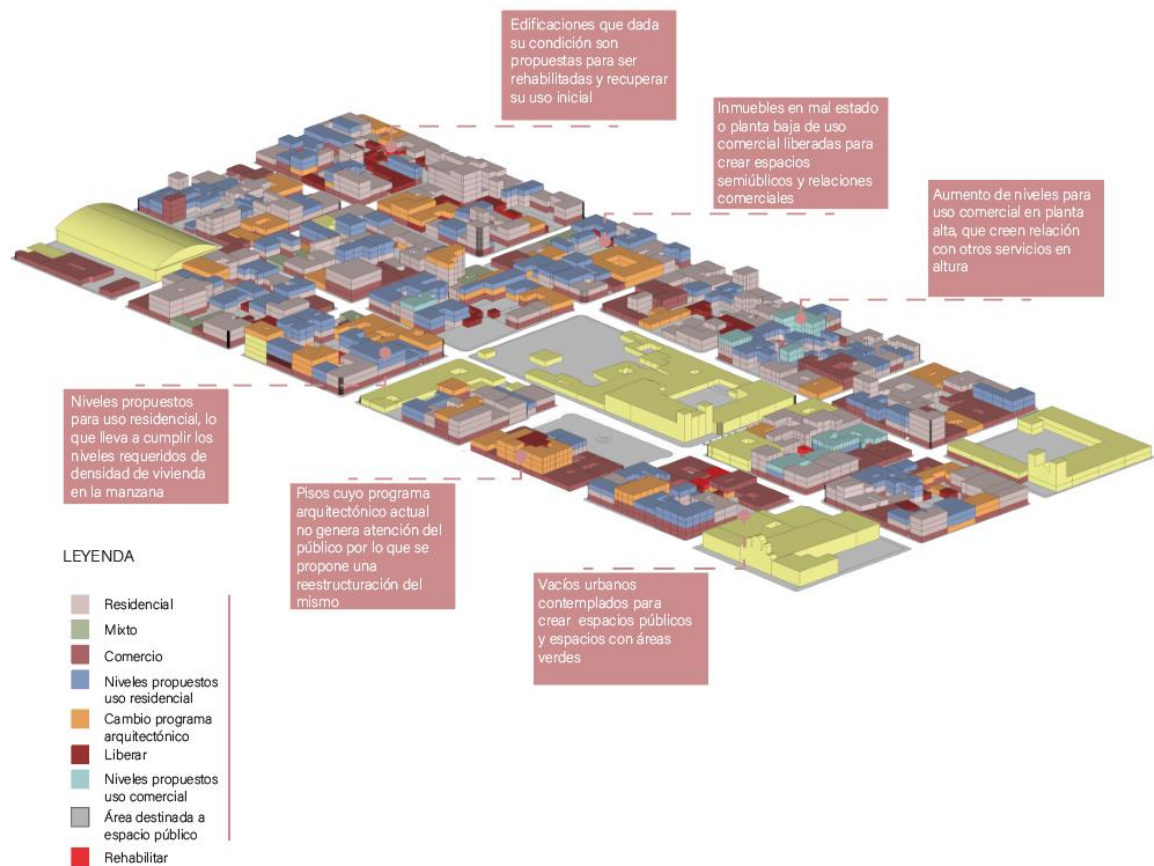 Edificaciones que dada
su condición son
propuestas para ser
rehabilitadas y recuperar
su uso inicial
Inmuebles en mal estado
o planta baja de uso
comercial liberadas para
crear espacios
semiúblicos y relaciones
comerciales
Aumento de niveles para
uso comercial en planta
alta, que creen relación
con otros servicios en
altura
Niveles propuestos
para uso residencial, lo
que lleva a cumplir los
niveles requeridos de
densidad de vivienda
en la manzana
Pisos cuyo programa
arquitectónico actual
no genera atención del
público por lo que se
propone una
reestructuración del
mismo
Vacíos urbanos
contemplados para
crear espacios públicos
y espacios con áreas
verdes
LEYENDA
Residencial
Mixto
Comercio
Niveles propuestos
uso residencial
Cambio programa
arquitectónico
Liberar
Niveles propuestos
uso comercial
Área destinada a
espacio público
Rehabilitar